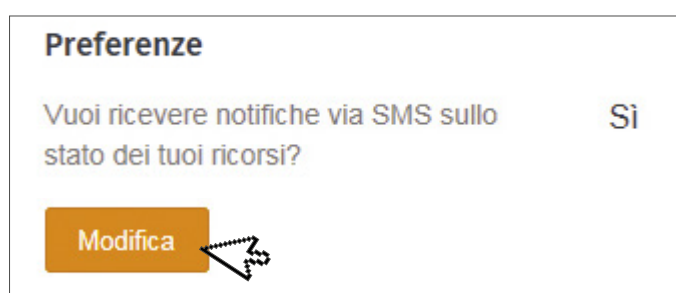 Preferenze
Vuoi ricevere notifiche via SMS sullo
Sì
stato dei tuoi ricorsi?
Modifica